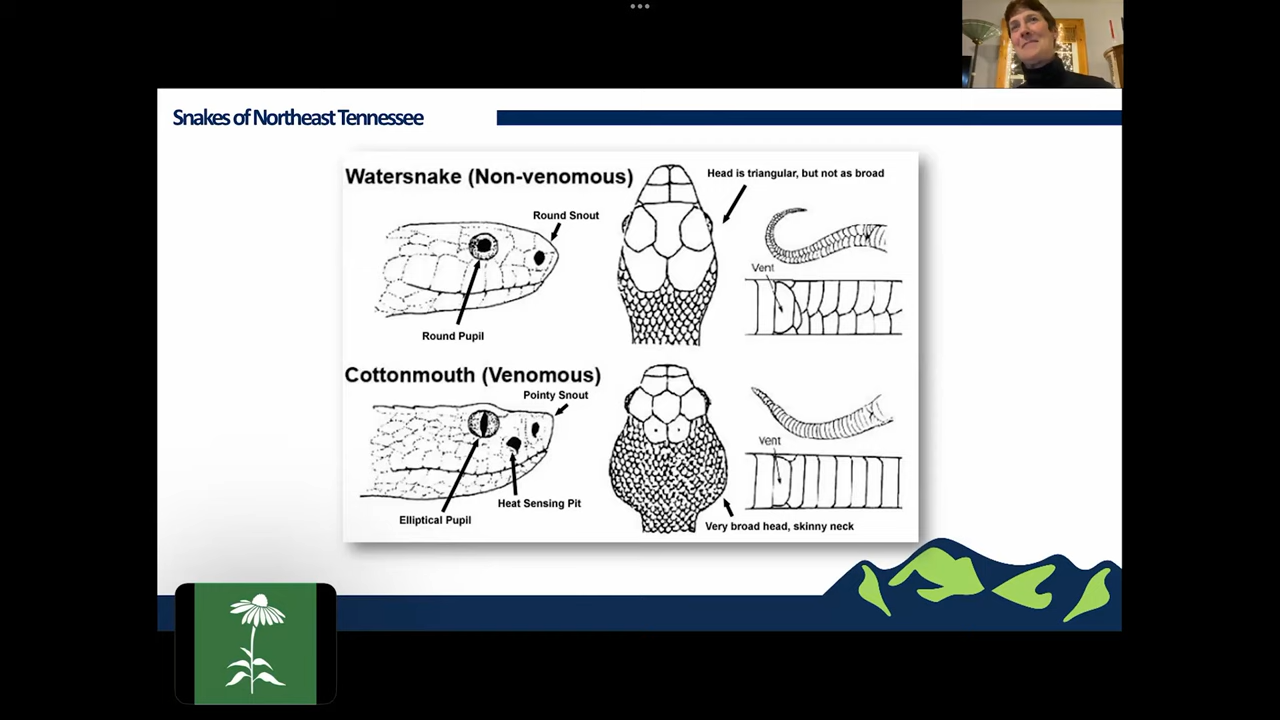 Snakes of Northeast Tennessee
Watersnake (Non-venomous)
Head is triangular, but not as broad
Round Snout
Vent
Round Pupil
Cottonmouth (Venomous)
Pointy Snout
Vent
Heat Sensing Pit
Elliptical Pupil
Very broad head, skinny neck